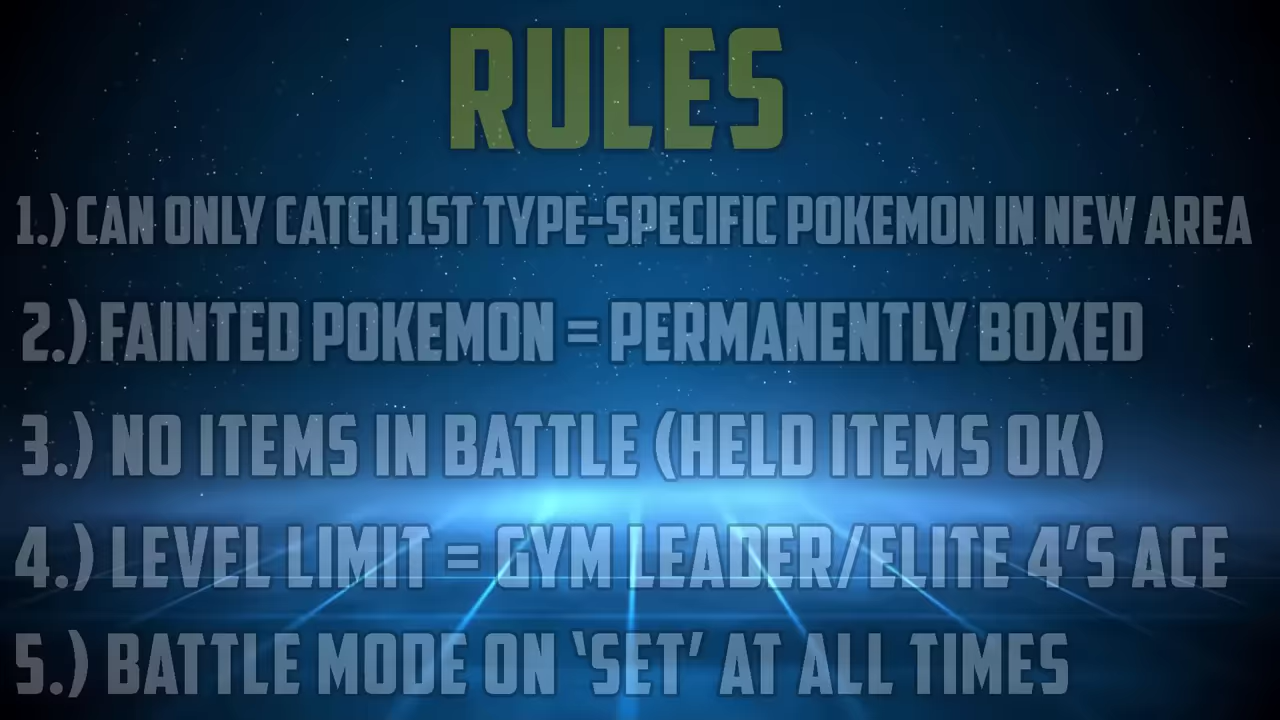 RULES
1.) CAN ONLY CATCH 1ST TYPE-SPECIFIC POKEMON IN NEW AREA
2.) FAINTED POKEMON = PERMANENTLY BOXED
3.) NO ITEMS IN BATTLE (HELD ITEMS OK)
4.) LEVEL LIMIT = GYM LEADER/ELITE 4'S ACE
5.) BATTLE MODE ON 'SET' AT ALL TIMES